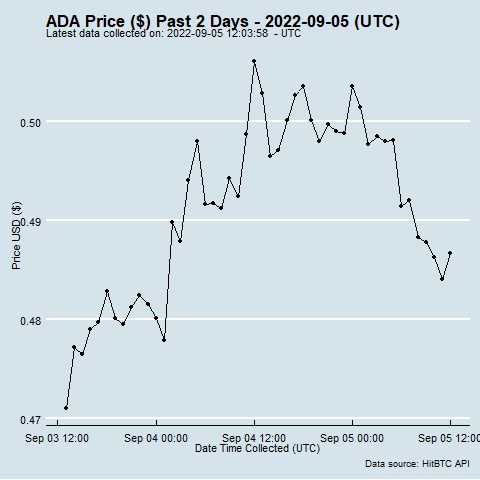 ADA Price ($) Past 2 Days - 2022-09-05 (UTC)
Latest data collected on: 2022-09-05 12:03:58 - UTC
Price USD ($)
0.50
0.49
0.48
0.47
Sep 03 12:00 Sep 04 00:00 Sep 04 12:00 Sep 05 00:00 Sep 05 12:00
Date Time Collected (UTC)
Data source: HitBTC API